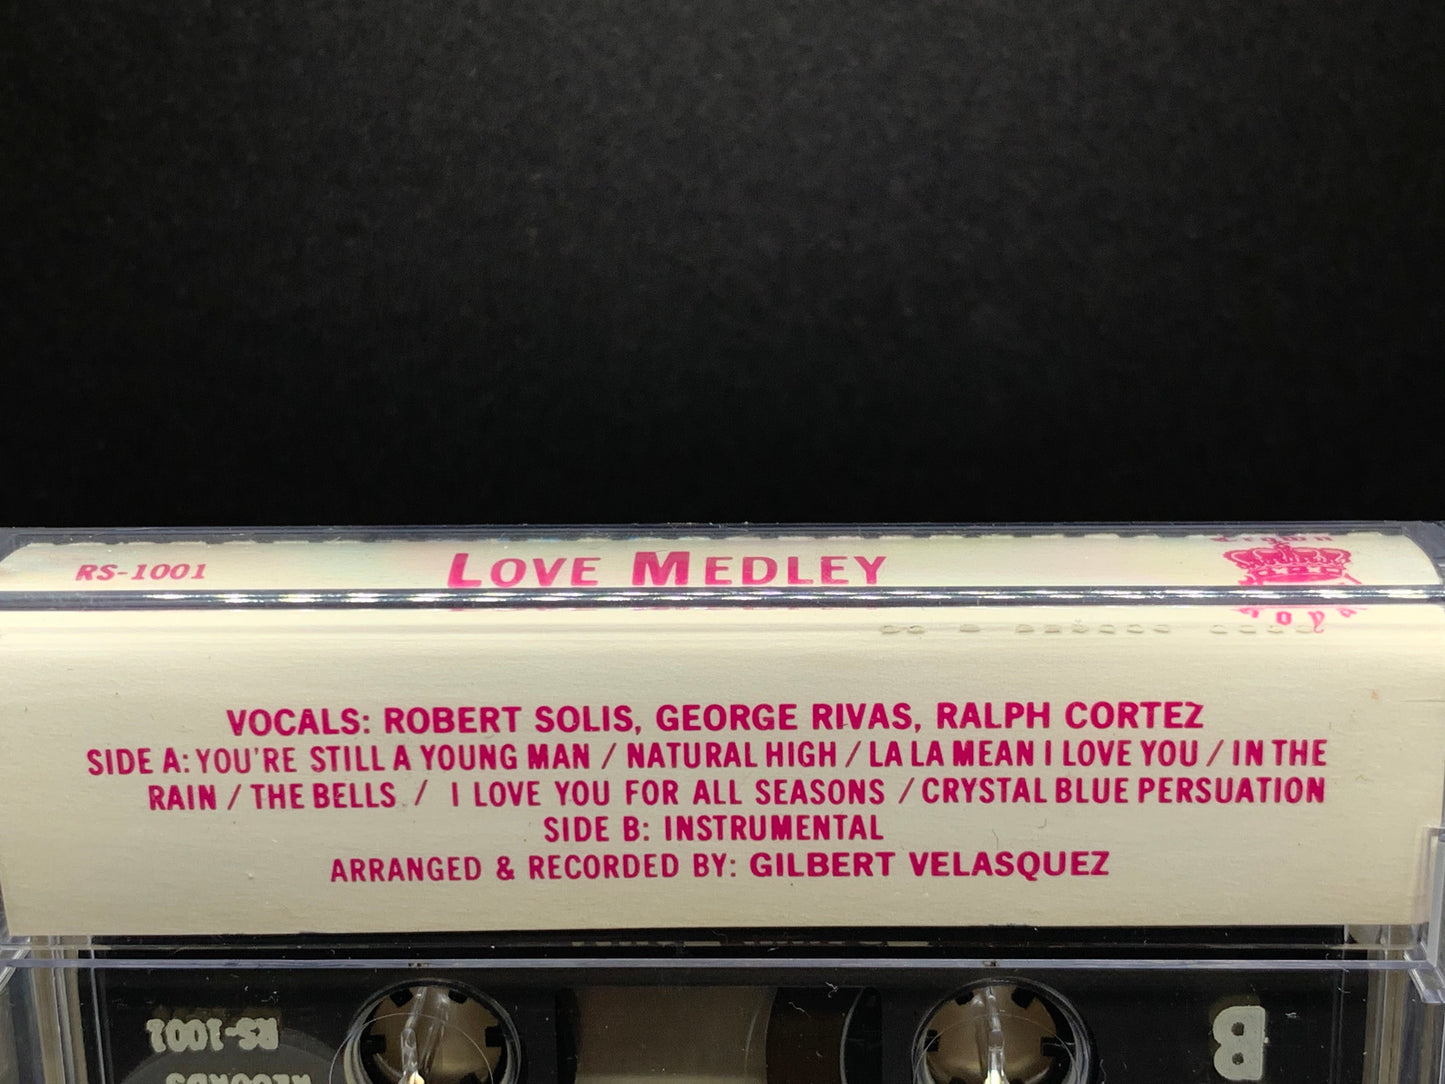 RS-1001 LOVE MEDLEY
VOCALS: ROBERT SOLIS, GEORGE RIVAS, RALPH CORTEZ
SIDE A: YOU'RE STILL A YOUNG MAN / NATURAL HIGH / LA LA MEAN I LOVE YOU / IN THE
RAIN / THE BELLS / I LOVE YOU FOR ALL SEASONS / CRYSTAL BLUE PERSUATION
SIDE B: INSTRUMENTAL
ARRANGED & RECORDED BY: GILBERT VELASQUEZ
RS-1001
B
RECORDS